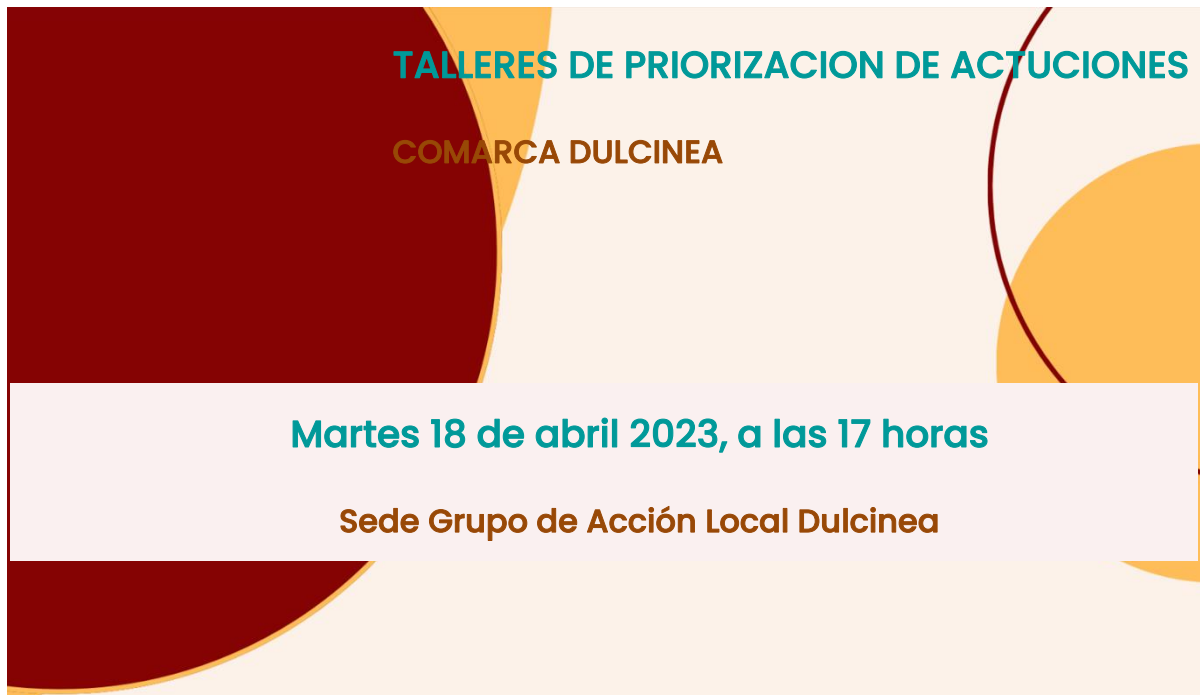 TALLERES DE PRIORIZACION DE ACTUCIONES
COMARCA DULCINEA
Martes 18 de abril 2023, a las 17 horas
Sede Grupo de Acción Local Dulcinea